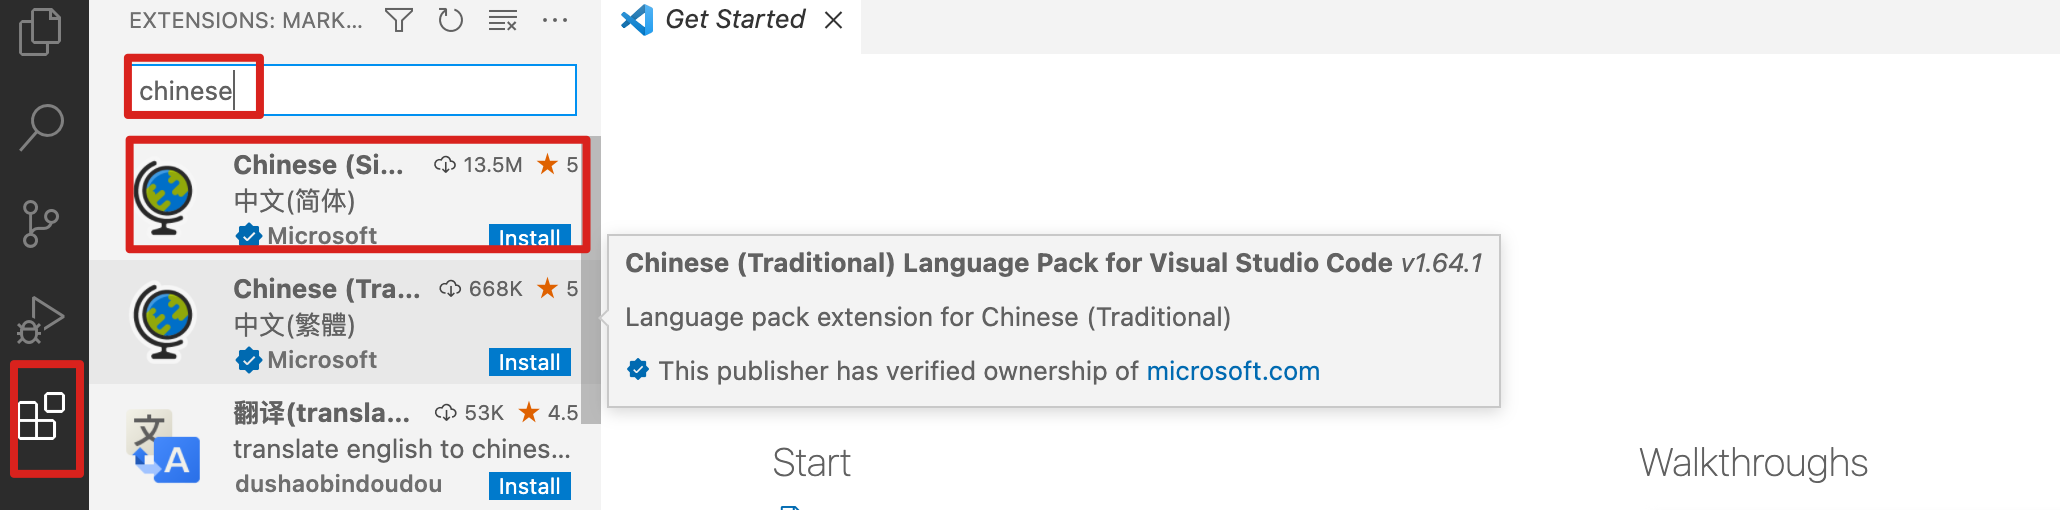 EXTENSIONS: MARK...
Get Started
chinese
Chinese (Si... 13.5M 5
中文(简体)
Microsoft Install
Chinese (Tra... 668K 5
中文(繁體)
Microsoft Install
翻译(transla... 53K 4.5
translate english to chines...
dushaobindoudou Install
Chinese (Traditional) Language Pack for Visual Studio Code v1.64.1
Language pack extension for Chinese (Traditional)
This publisher has verified ownership of microsoft.com
Start
Walkthroughs
文
A